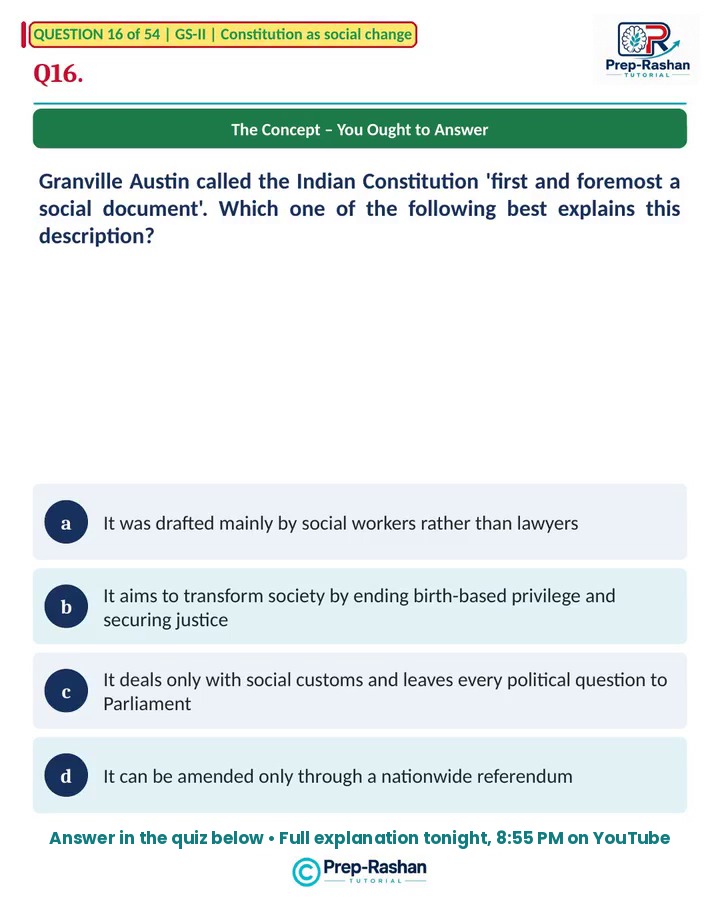 QUESTION 16 of 54 | GS-II | Constitution as social change
Prep-Rashan
TUTORIAL
Q16.
The Concept – You Ought to Answer
Granville Austin called the Indian Constitution 'first and foremost a
social document'. Which one of the following best explains this
description?
a It was drafted mainly by social workers rather than lawyers
b It aims to transform society by ending birth-based privilege and
securing justice
c It deals only with social customs and leaves every political question to
Parliament
d It can be amended only through a nationwide referendum
Answer in the quiz below • Full explanation tonight, 8:55 PM on YouTube
© Prep-Rashan
TUTORIAL